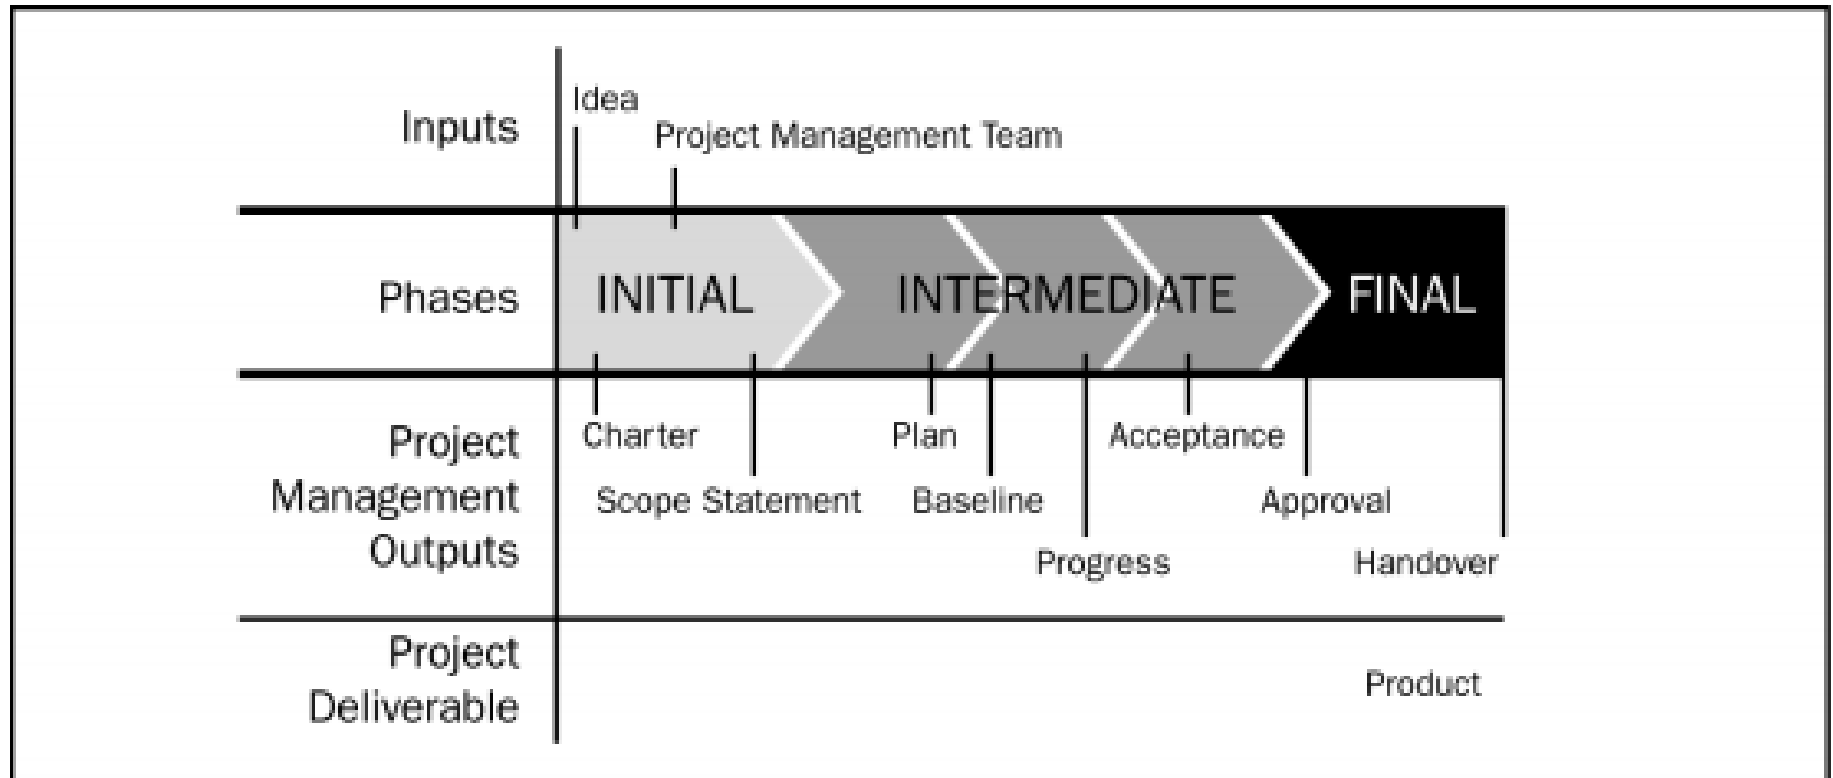 Idea
Inputs
Project Management Team
Phases
INITIAL
INTERMEDIATE
FINAL
Project
Management
Outputs
Charter
Plan
Acceptance
Scope Statement
Baseline
Approval
Progress
Handover
Project
Deliverable
Product